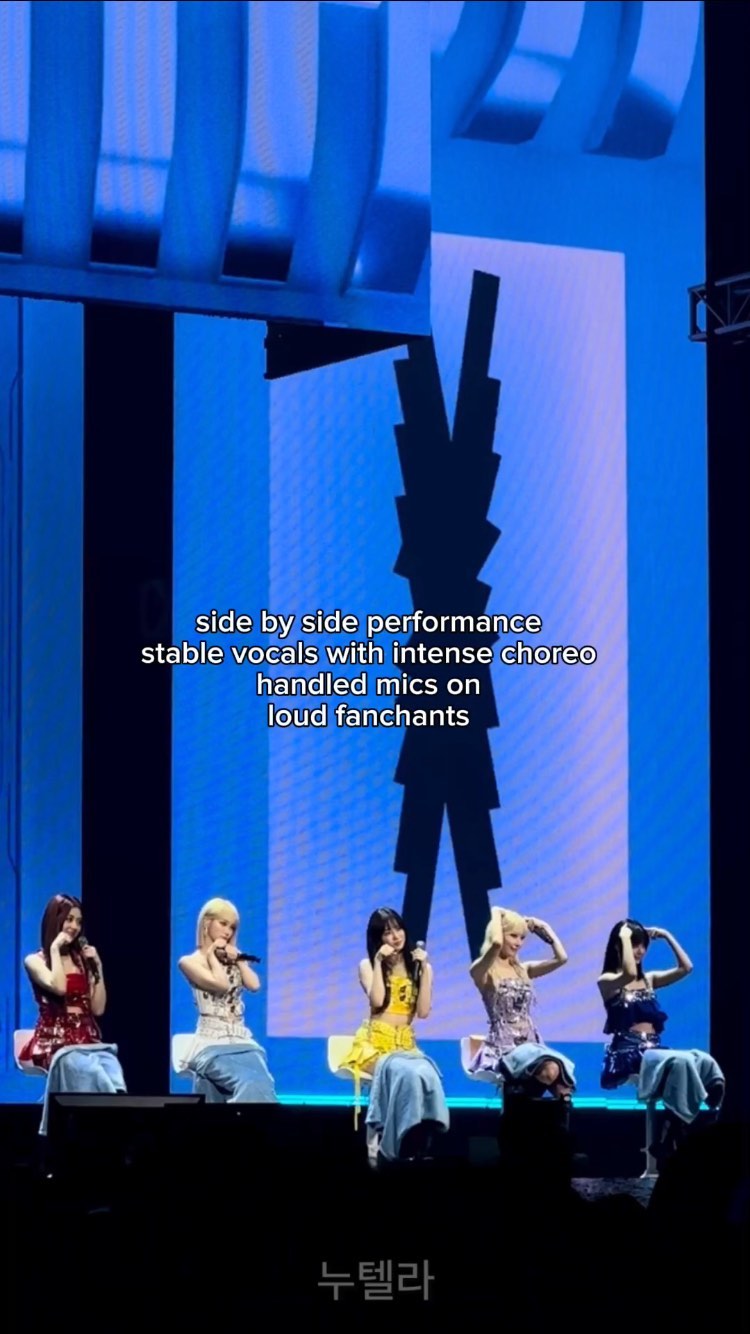 side by side performance
stable vocals with intense choreo
handled mics on
loud fanchants
누텔라